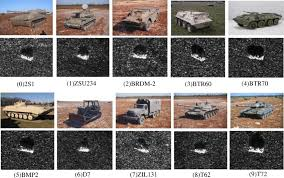 (0)2S1
(1)ZSU234
(2)BRDM-2
(3)BTR60
(4)BTR70
(5)BMP2
(6)D7
(7)ZIL131
(8)T62
(9)T72